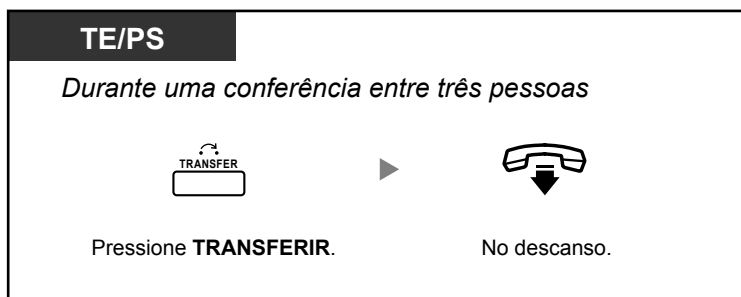 TE/PS
Durante uma conferência entre três pessoas
TRANSFER
Pressione TRANSFERIR.
No descanso.